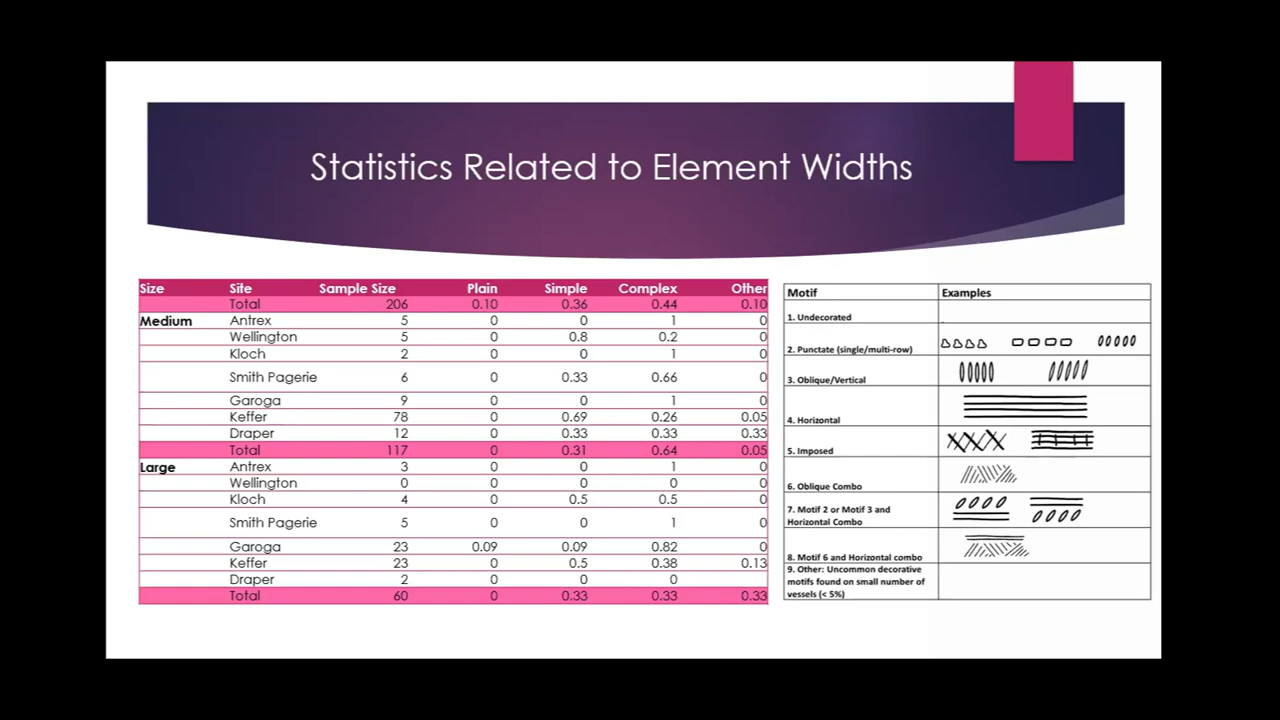 Statistics Related to Element Widths
Size Site Sample Size Plain Simple Complex Other
Total 206 0.10 0.36 0.44 0.10
Medium Antrex 5 0 0 1 0
Wellington 5 0 0.8 0.2 0
Kloch 2 0 0 1 0
Smith Pagerie 6 0 0.33 0.66 0
Garoga 9 0 0 1 0
Keffer 78 0 0.69 0.26 0.05
Draper 12 0 0.33 0.33 0.33
Total 117 0 0.31 0.64 0.05
Large Antrex 3 0 0 1 0
Wellington 0 0 0 0 0
Kloch 4 0 0.5 0.5 0
Smith Pagerie 5 0 0 1 0
Garoga 23 0.09 0.09 0.82 0
Keffer 23 0 0.5 0.38 0.13
Draper 2 0 0 0
Total 60 0 0.33 0.33 0.33
Motif Examples
1. Undecorated
2. Punctate (single/multi-row)
3. Oblique/Vertical
4. Horizontal
5. Imposed
6. Oblique Combo
7. Motif 2 or Motif 3 and
Horizontal Combo
8. Motif 6 and Horizontal combo
9. Other: Uncommon decorative
motifs found on small number of
vessels (< 5%)